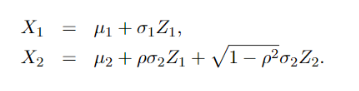 X₁ = μ₁ + σ₁Z₁,
X₂ = μ₂ + ρσ₂Z₁ + √(1 − ρ²)σ₂Z₂.